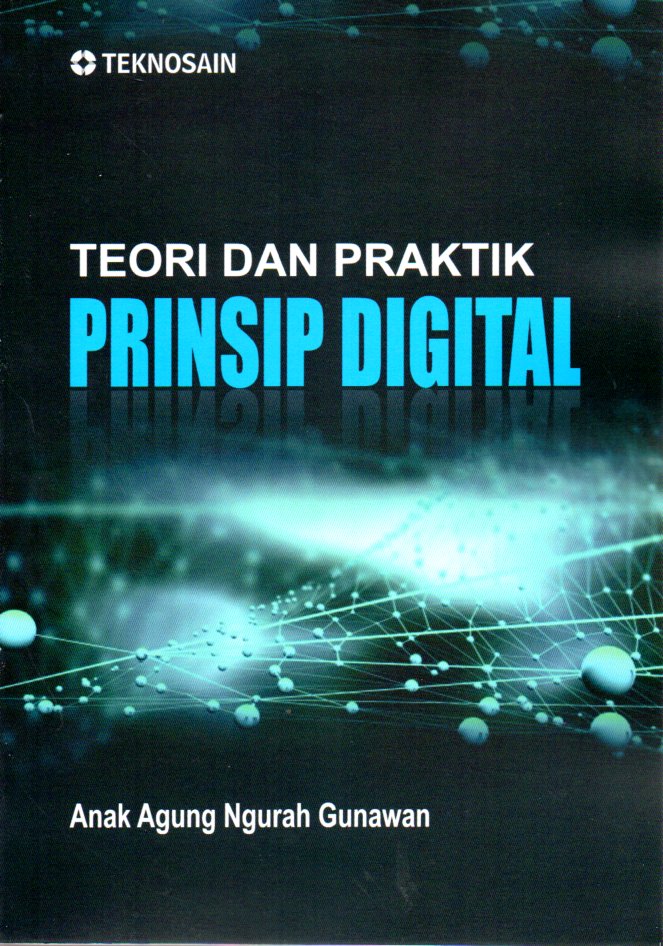 TEKNOSAIN
TEORI DAN PRAKTIK
PRINSIP DIGITAL
Anak Agung Ngurah Gunawan